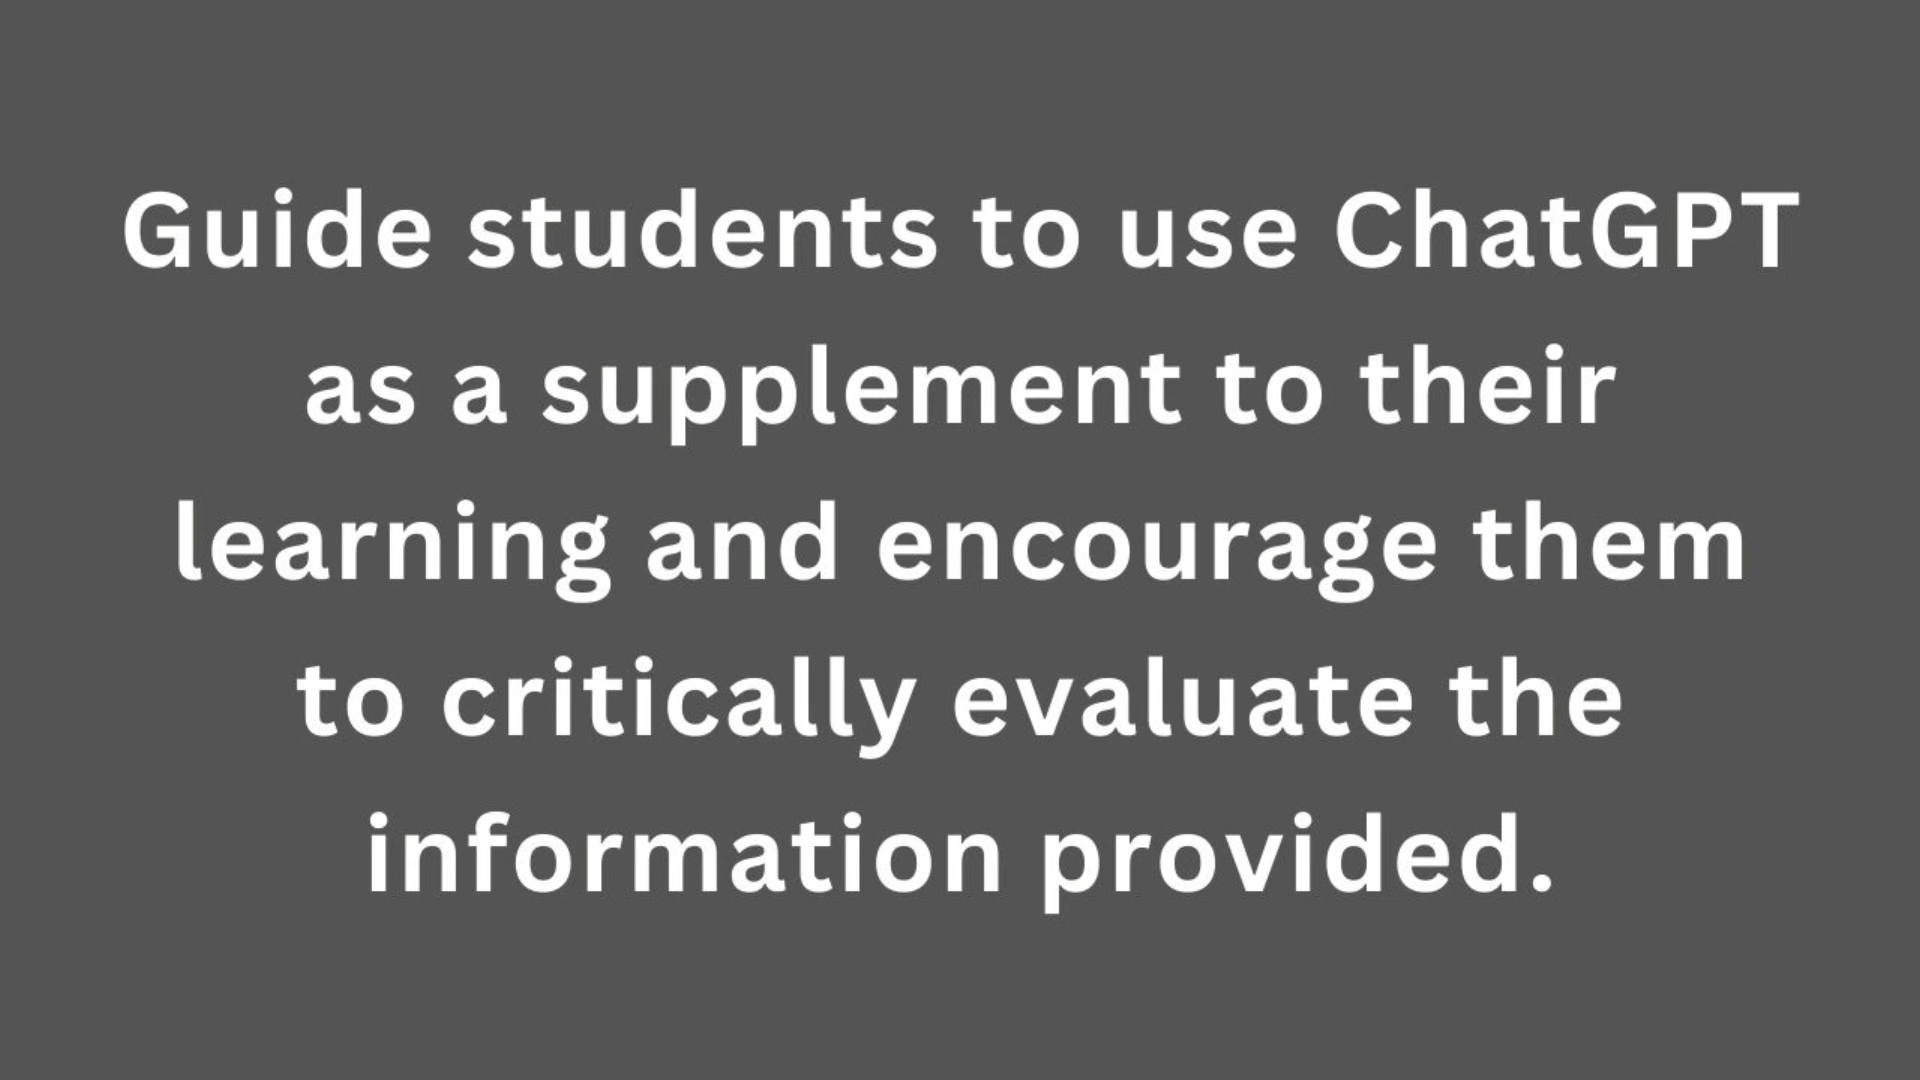 Guide students to use ChatGPT
as a supplement to their
learning and encourage them
to critically evaluate the
information provided.